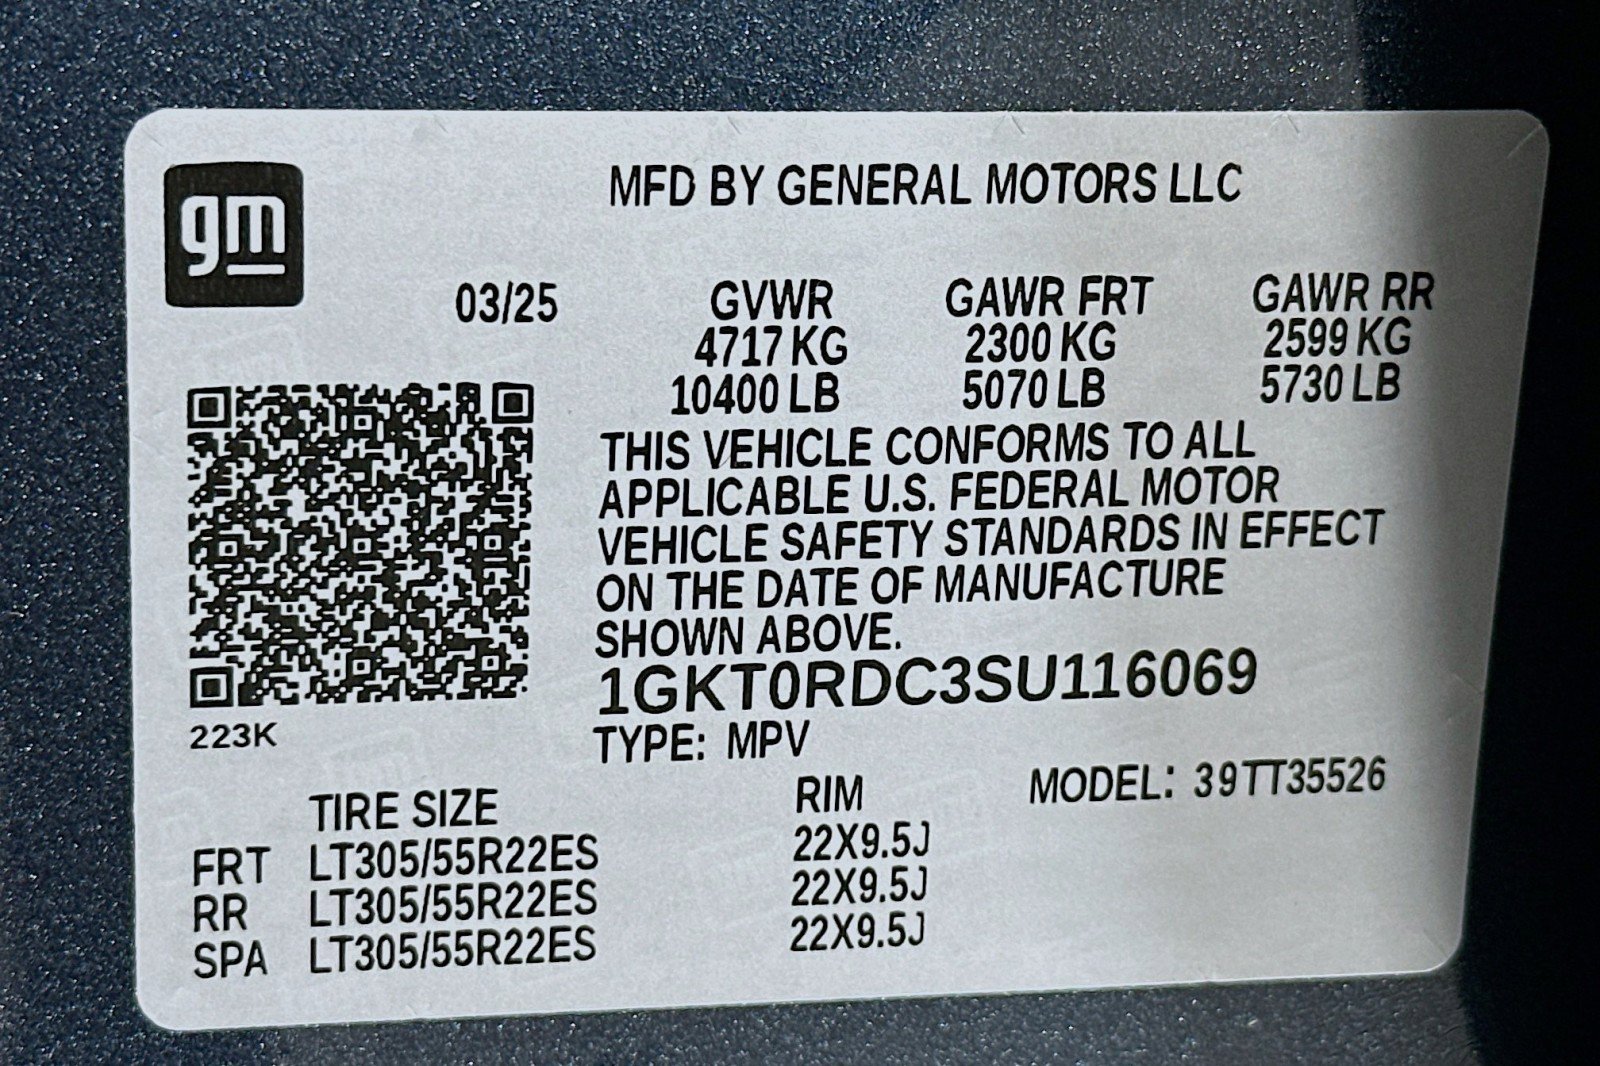 gm
MFD BY GENERAL MOTORS LLC
03/25 GVWR GAWR FRT GAWR RR
4717 KG 2300 KG 2599 KG
10400 LB 5070 LB 5730 LB
THIS VEHICLE CONFORMS TO ALL
APPLICABLE U.S. FEDERAL MOTOR
VEHICLE SAFETY STANDARDS IN EFFECT
ON THE DATE OF MANUFACTURE
SHOWN ABOVE.
1GKT0RDC3SU116069
223K
TYPE: MPV
MODEL: 39TT35526
TIRE SIZE RIM
FRT LT305/55R22ES 22X9.5J
RR LT305/55R22ES 22X9.5J
SPA LT305/55R22ES 22X9.5J